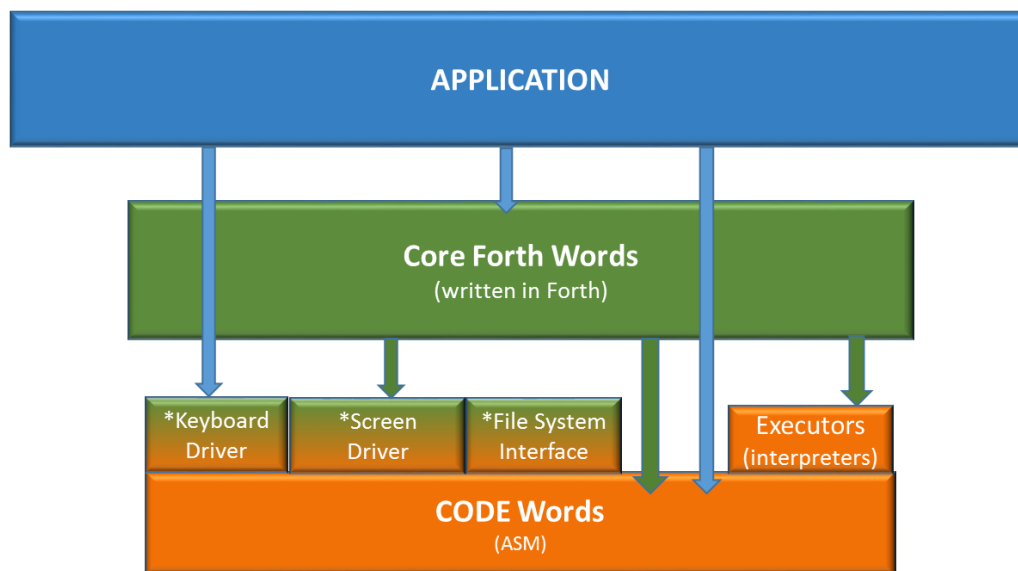 APPLICATION
Core Forth Words
(written in Forth)
*Keyboard
Driver
*Screen
Driver
*File System
Interface
Executors
(interpreters)
CODE Words
(ASM)